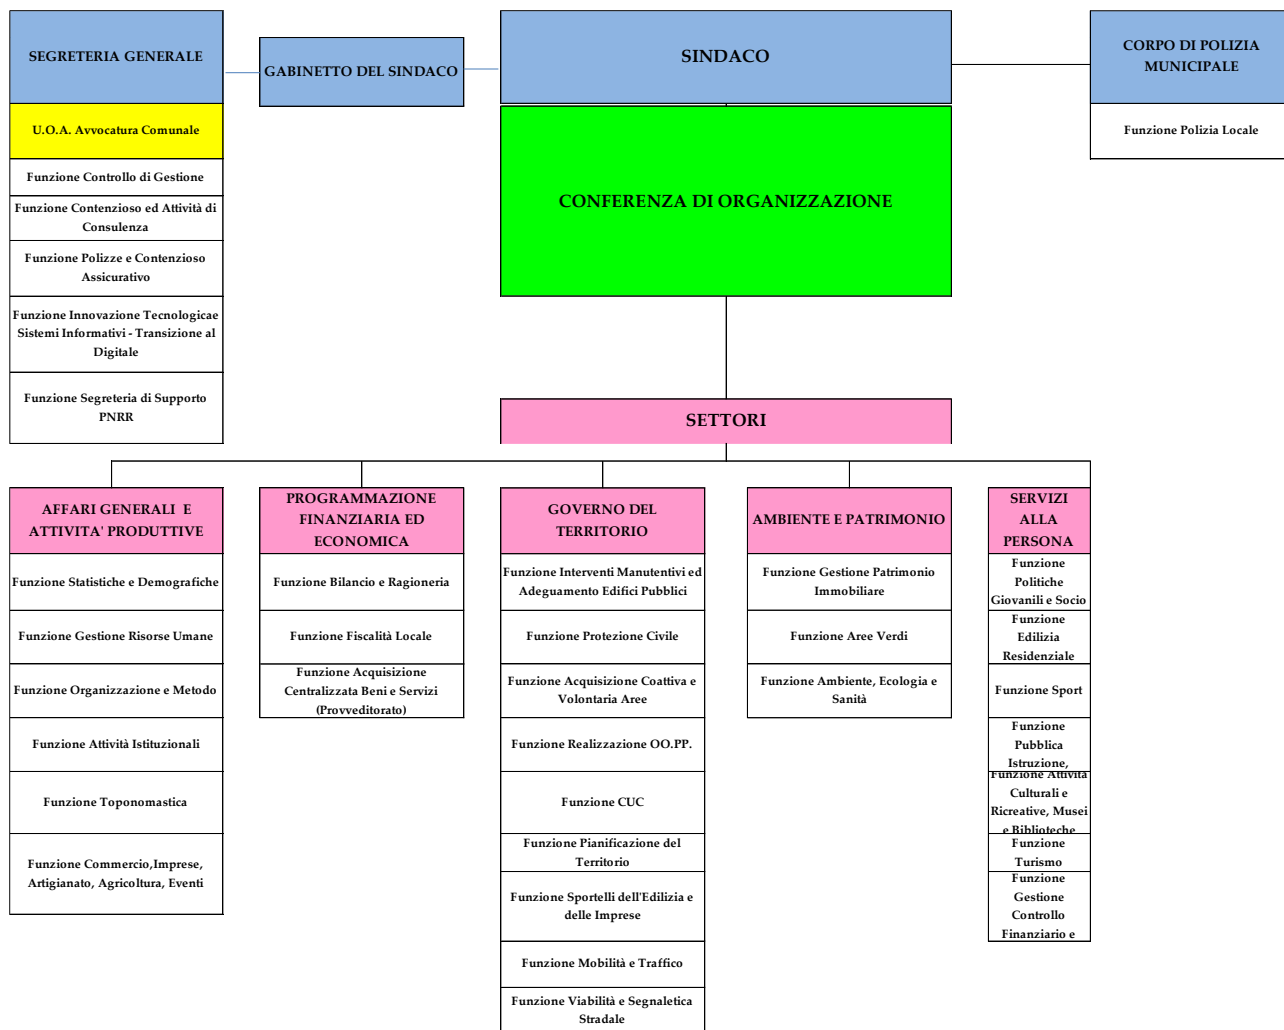 SEGRETERIA GENERALE
GABINETTO DEL SINDACO
SINDACO
CORPO DI POLIZIA
MUNICIPALE
U.O.A. Avvocatura Comunale
Funzione Controllo di Gestione
Funzione Contenzioso ed Attività di
Consulenza
Funzione Polizze e Contenzioso
Assicurativo
Funzione Innovazione Tecnologicae
Sistemi Informativi - Transizione al
Digitale
Funzione Segreteria di Supporto
PNRR
CONFERENZA DI ORGANIZZAZIONE
Funzione Polizia Locale
SETTORI
AFFARI GENERALI E
ATTIVITA' PRODUTTIVE
Funzione Statistiche e Demografiche
Funzione Gestione Risorse Umane
Funzione Organizzazione e Metodo
Funzione Attività Istituzionali
Funzione Toponomastica
Funzione Commercio,Imprese,
Artigianato, Agricoltura, Eventi
PROGRAMMAZIONE
FINANZIARIA ED
ECONOMICA
Funzione Bilancio e Ragioneria
Funzione Fiscalità Locale
Funzione Acquisizione
Centralizzata Beni e Servizi
(Provveditorato)
GOVERNO DEL
TERRITORIO
Funzione Interventi Manutentivi ed
Adeguamento Edifici Pubblici
Funzione Protezione Civile
Funzione Acquisizione Coattiva e
Volontaria Aree
Funzione Realizzazione OO.PP.
Funzione CUC
Funzione Pianificazione del
Territorio
Funzione Sportelli dell'Edilizia e
delle Imprese
Funzione Mobilità e Traffico
Funzione Viabilità e Segnaletica
Stradale
AMBIENTE E PATRIMONIO
Funzione Gestione Patrimonio
Immobiliare
Funzione Aree Verdi
Funzione Ambiente, Ecologia e
Sanità
SERVIZI
ALLA
PERSONA
Funzione
Politiche
Giovanili e Socio
Funzione
Edilizia
Residenziale
Funzione Sport
Funzione
Pubblica
Istruzione,
Funzione Attività
Culturali e
Ricreative, Musei
e Biblioteche
Funzione
Turismo
Funzione
Gestione
Controllo
Finanziario e